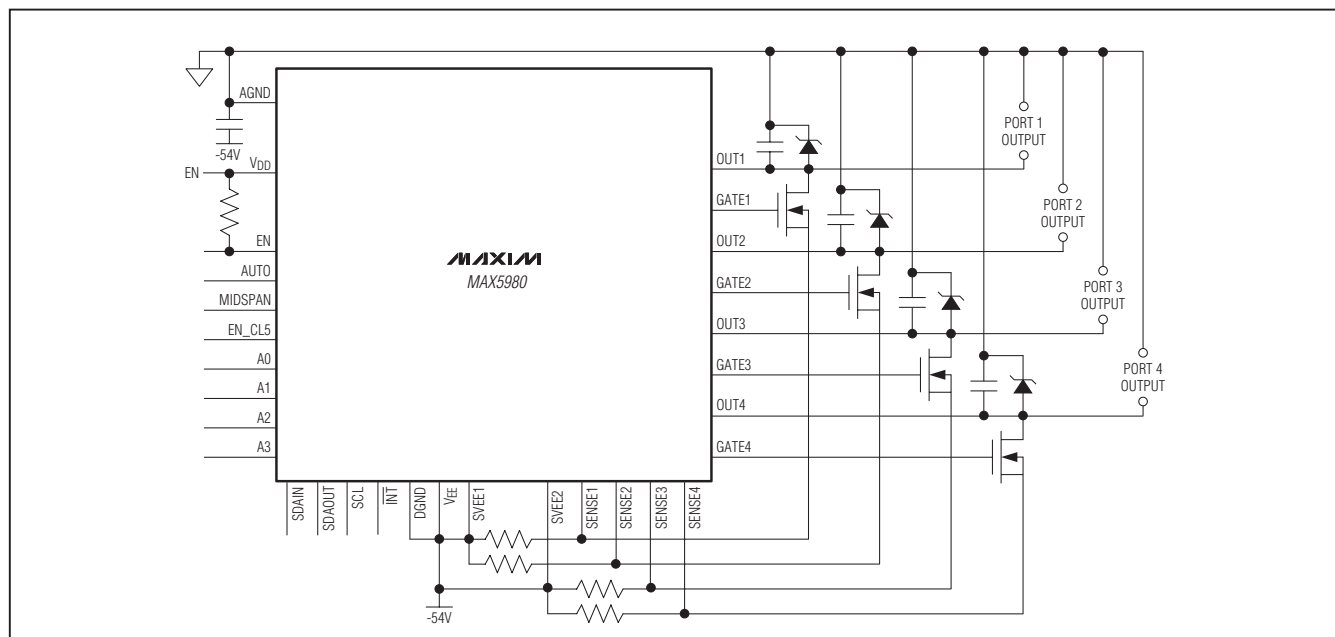 AGND
-54V
EN
VDD
EN
AUTO
MIDSPAN
EN_CL5
A0
A1
A2
A3
MAXIM
MAX5980
OUT1
GATE1
OUT2
GATE2
OUT3
GATE3
OUT4
GATE4
PORT 1
OUTPUT
PORT 2
OUTPUT
PORT 3
OUTPUT
PORT 4
OUTPUT
SDAIN
SDAOUT
SCL
INT
DGND
VEE
SVEE1
SVEE2
SENSE1
SENSE2
SENSE3
SENSE4
-54V